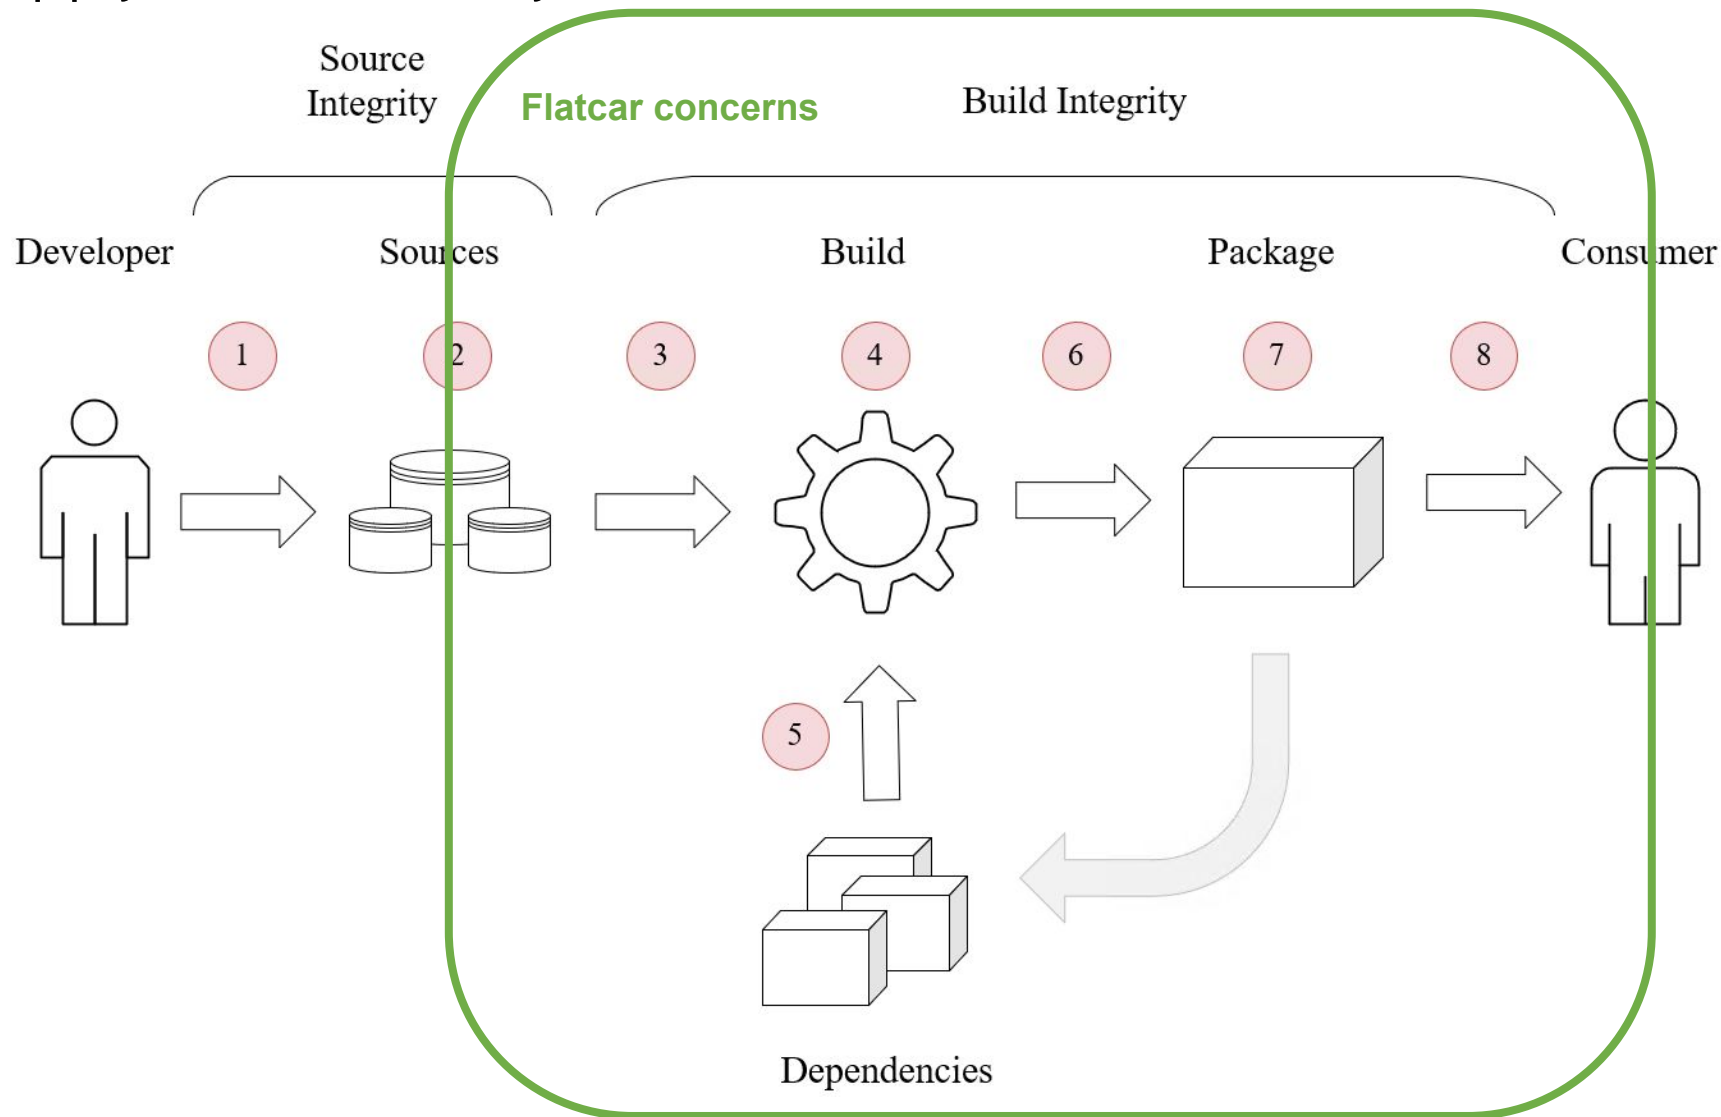 Source
Integrity
Flatcar concerns
Build Integrity
Developer
Sources
Build
Package
Consumer
1
2
3
4
6
7
8
5
Dependencies